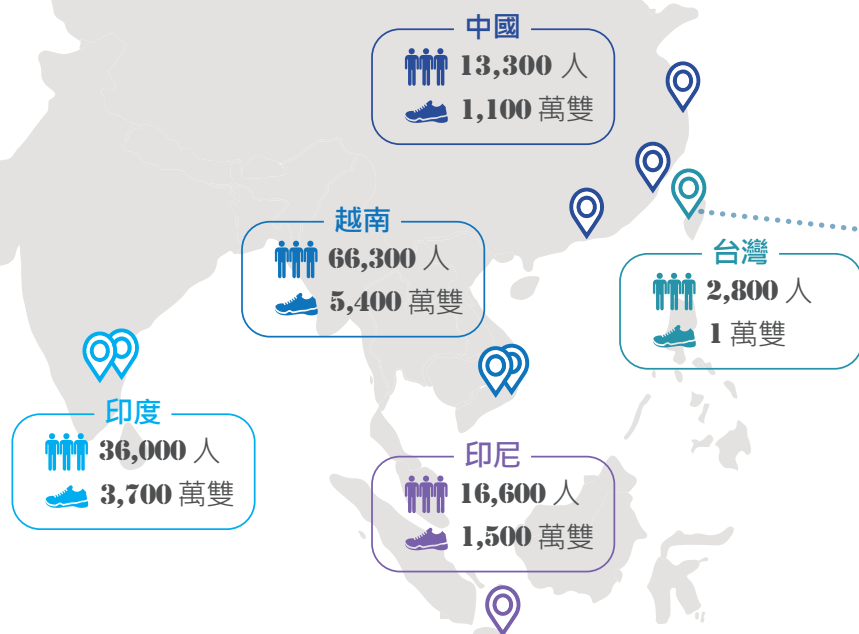 中國
13,300 人
1,100 萬雙
越南
66,300 人
5,400 萬雙
台灣
2,800 人
1 萬雙
印度
36,000 人
3,700 萬雙
印尼
16,600 人
1,500 萬雙